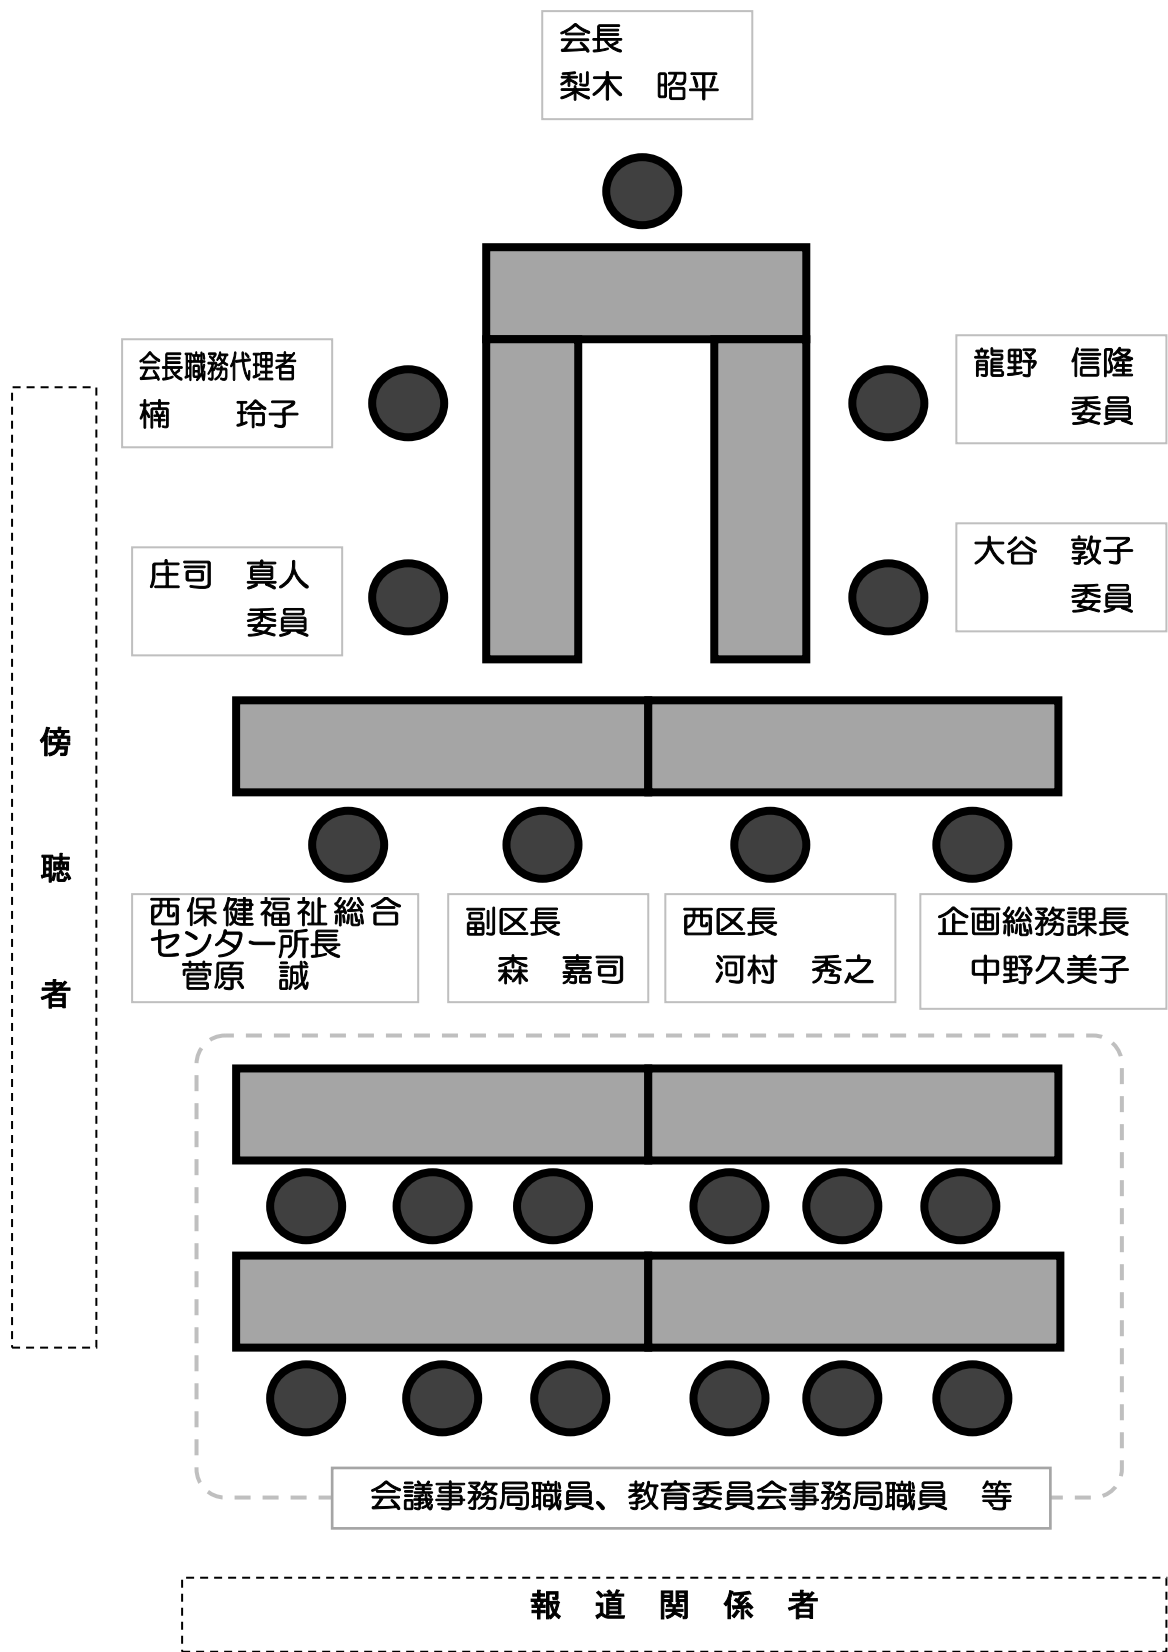 会長
梨木　昭平
会長職務代理者
楠　　玲子
龍野　信隆
委員
庄司　真人
委員
大谷　敦子
委員
傍聴者
西保健福祉総合
センター所長
菅原　誠
副区長
森　嘉司
西区長
河村　秀之
企画総務課長
中野久美子
会議事務局職員、教育委員会事務局職員　等
報　道　関　係　者